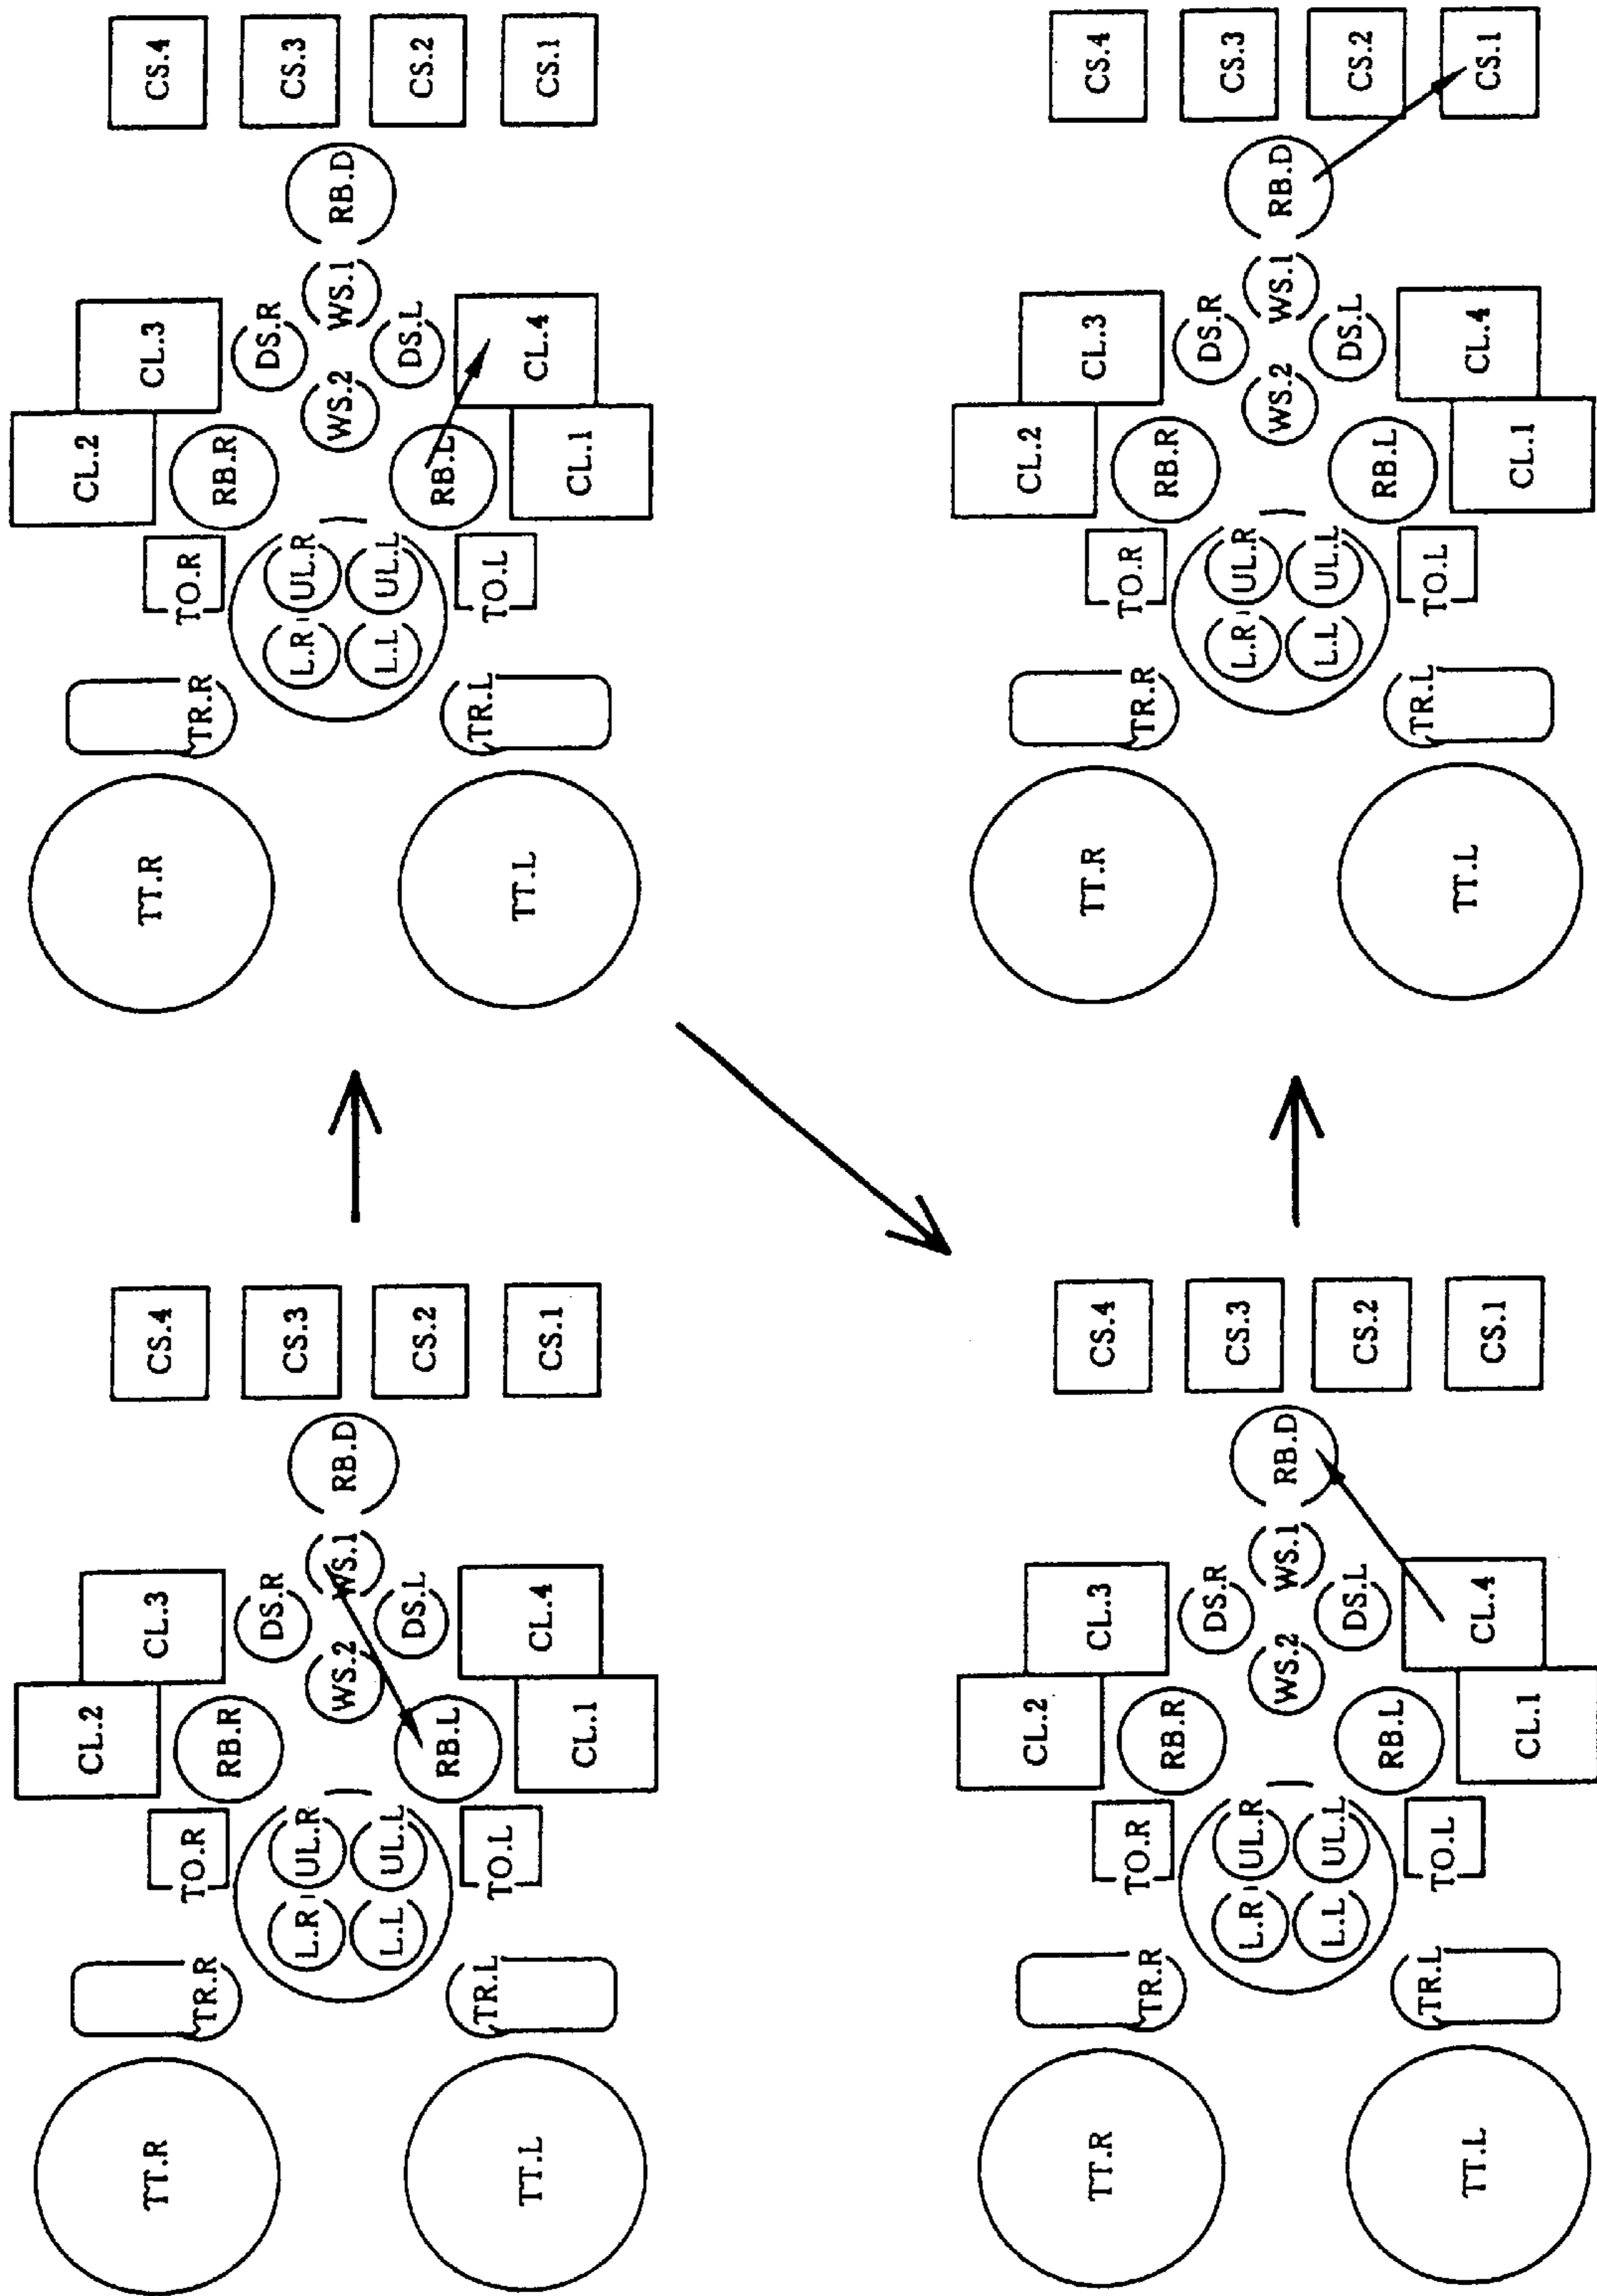 TT.R
TT.L
TR.R
TR.L
TO.R
TO.L
L.R
UL.R
L.L
UL.L
RB.R
RB.L
CL.2
CL.3
CL.1
CL.4
DS.R
WS.2
WS.1
DS.L
RB.D
CS.4
CS.3
CS.2
CS.1
TT.R
TT.L
TR.R
TR.L
TO.R
TO.L
L.R
UL.R
L.L
UL.L
RB.R
RB.L
CL.2
CL.3
CL.1
CL.4
DS.R
WS.2
WS.1
DS.L
RB.D
CS.4
CS.3
CS.2
CS.1
TT.R
TT.L
TR.R
TR.L
TO.R
TO.L
L.R
UL.R
L.L
UL.L
RB.R
RB.L
CL.2
CL.3
CL.1
CL.4
DS.R
WS.2
WS.1
DS.L
RB.D
CS.4
CS.3
CS.2
CS.1
TT.R
TT.L
TR.R
TR.L
TO.R
TO.L
L.R
UL.R
L.L
UL.L
RB.R
RB.L
CL.2
CL.3
CL.1
CL.4
DS.R
WS.2
WS.1
DS.L
RB.D
CS.4
CS.3
CS.2
CS.1